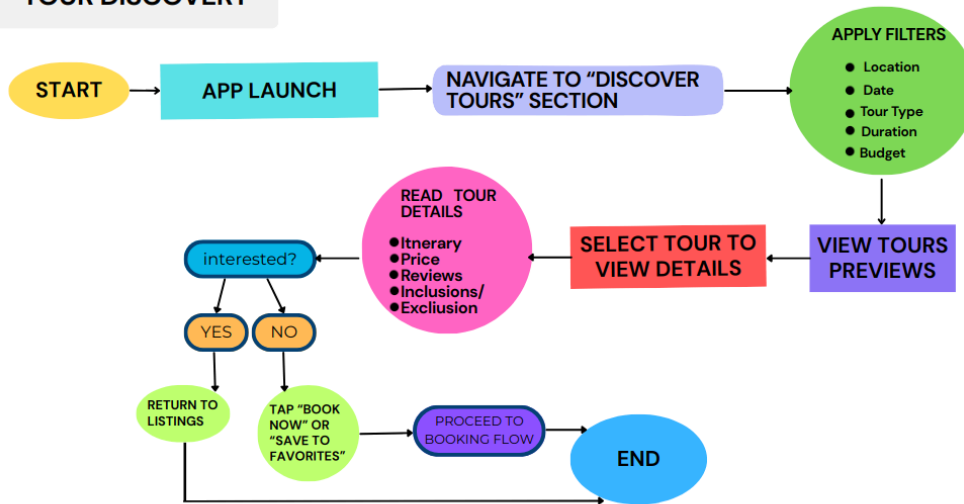 TOUR DISCOVERY
START
APP LAUNCH
NAVIGATE TO “DISCOVER
TOURS” SECTION
APPLY FILTERS
● Location
● Date
● Tour Type
● Duration
● Budget
VIEW TOURS
PREVIEWS
SELECT TOUR TO
VIEW DETAILS
READ TOUR
DETAILS
●Itnerary
●Price
●Reviews
●Inclusions/
●Excliusion
interested?
YES
NO
RETURN TO
LISTINGS
TAP “BOOK
NOW” OR
“SAVE TO
FAVORITES”
PROCEED TO
BOOKING FLOW
END